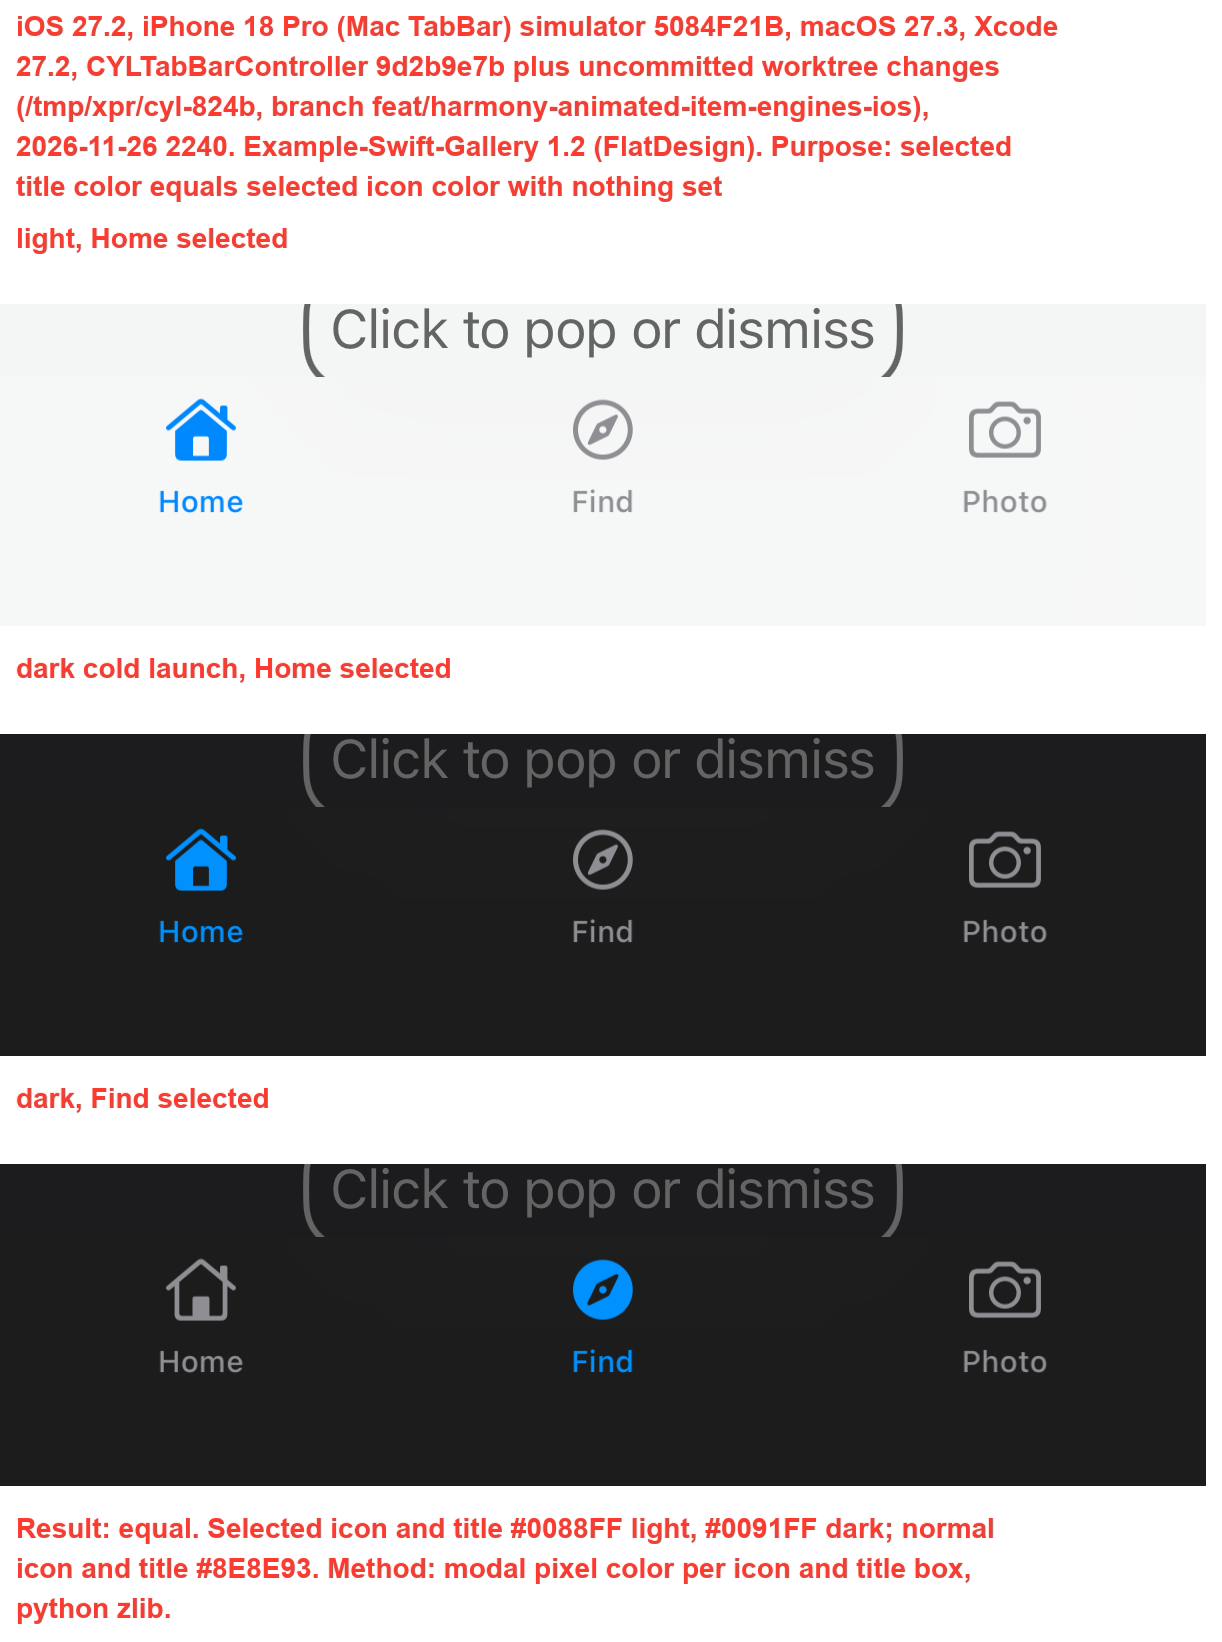 iOS 27.2, iPhone 18 Pro (Mac TabBar) simulator 5084F21B, macOS 27.3, Xcode
27.2, CYLTabBarController 9d2b9e7b plus uncommitted worktree changes
(/tmp/xpr/cyl-824b, branch feat/harmony-animated-item-engines-ios),
2026-11-26 2240. Example-Swift-Gallery 1.2 (FlatDesign). Purpose: selected
title color equals selected icon color with nothing set
light, Home selected
Click to pop or dismiss
Home Find Photo
dark cold launch, Home selected
Click to pop or dismiss
Home Find Photo
dark, Find selected
Click to pop or dismiss
Home Find Photo
Result: equal. Selected icon and title #0088FF light, #0091FF dark; normal
icon and title #8E8E93. Method: modal pixel color per icon and title box,
python zlib.